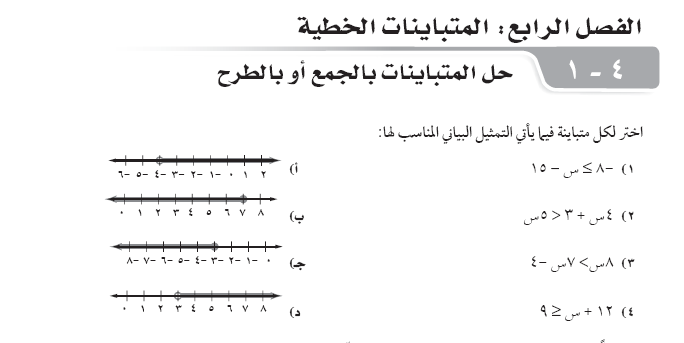 الفصل الرابع: المتباينات الخطية
٤ - ١
حل المتباينات بالجمع أو بالطرح
اختر لكل متباينة فيما يأتي التمثيل البياني المناسب لها:
١) -٨ ≥ س - ١٥
أ)
٢ ١ ٠ -١ -٢ -٣ -٤ -٥ -٦
٢) ٤س + ٣ < ٥س
ب)
٨ ٧ ٦ ٥ ٤ ٣ ٢ ١ ٠
٣) ٨س > ٧س - ٤
جـ)
٠ -١ -٢ -٣ -٤ -٥ -٦ -٧ -٨
٤) ١٢ + س ≤ ٩
د)
٨ ٧ ٦ ٥ ٤ ٣ ٢ ١ ٠